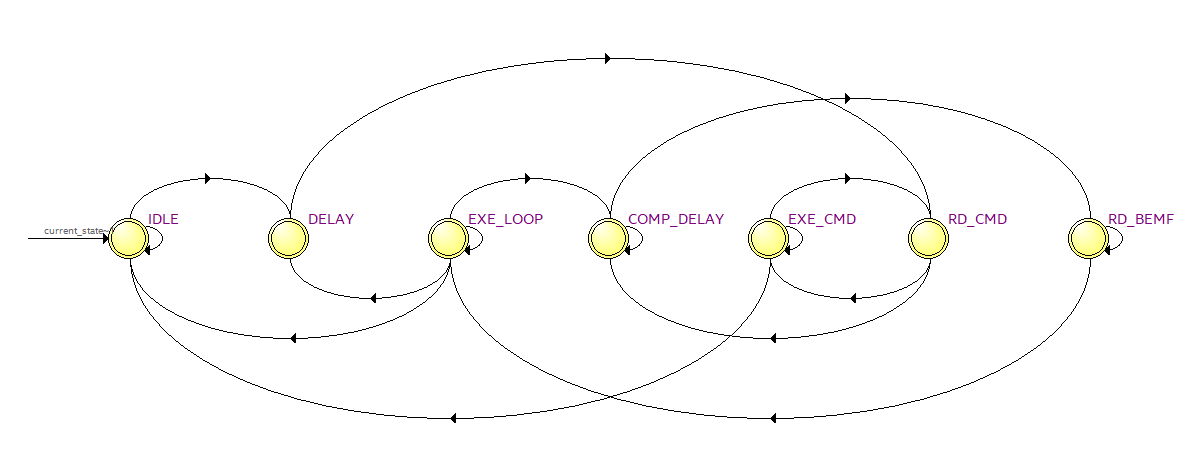 IDLE
DELAY
EXE_LOOP
COMP_DELAY
EXE_CMD
RD_CMD
RD_BEMF
current_state~